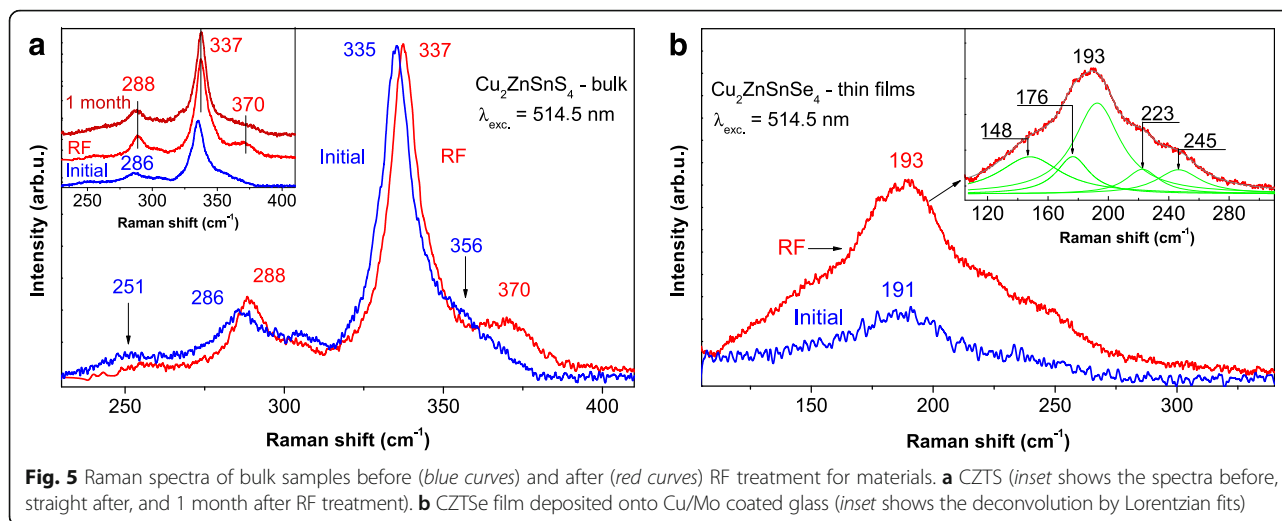 a
337
288
1 month
370
RF
Initial 286
250 300 350 400
Raman shift (cm-1)
335 337
Cu2ZnSnS4 - bulk
λexc. = 514.5 nm
Initial RF
356
288
370
251
286
Intensity (arb.u.)
250 300 350 400
Raman shift (cm-1)
b
Cu2ZnSnSe4 - thin films
λexc. = 514.5 nm
193
176
223
148
245
120 160 200 240 280
Raman shift (cm-1)
193
RF
191
Initial
Intensity (arb.u.)
150 200 250 300
Raman shift (cm-1)
Fig. 5 Raman spectra of bulk samples before (blue curves) and after (red curves) RF treatment for materials. a CZTS (inset shows the spectra before,
straight after, and 1 month after RF treatment). b CZTSe film deposited onto Cu/Mo coated glass (inset shows the deconvolution by Lorentzian fits)